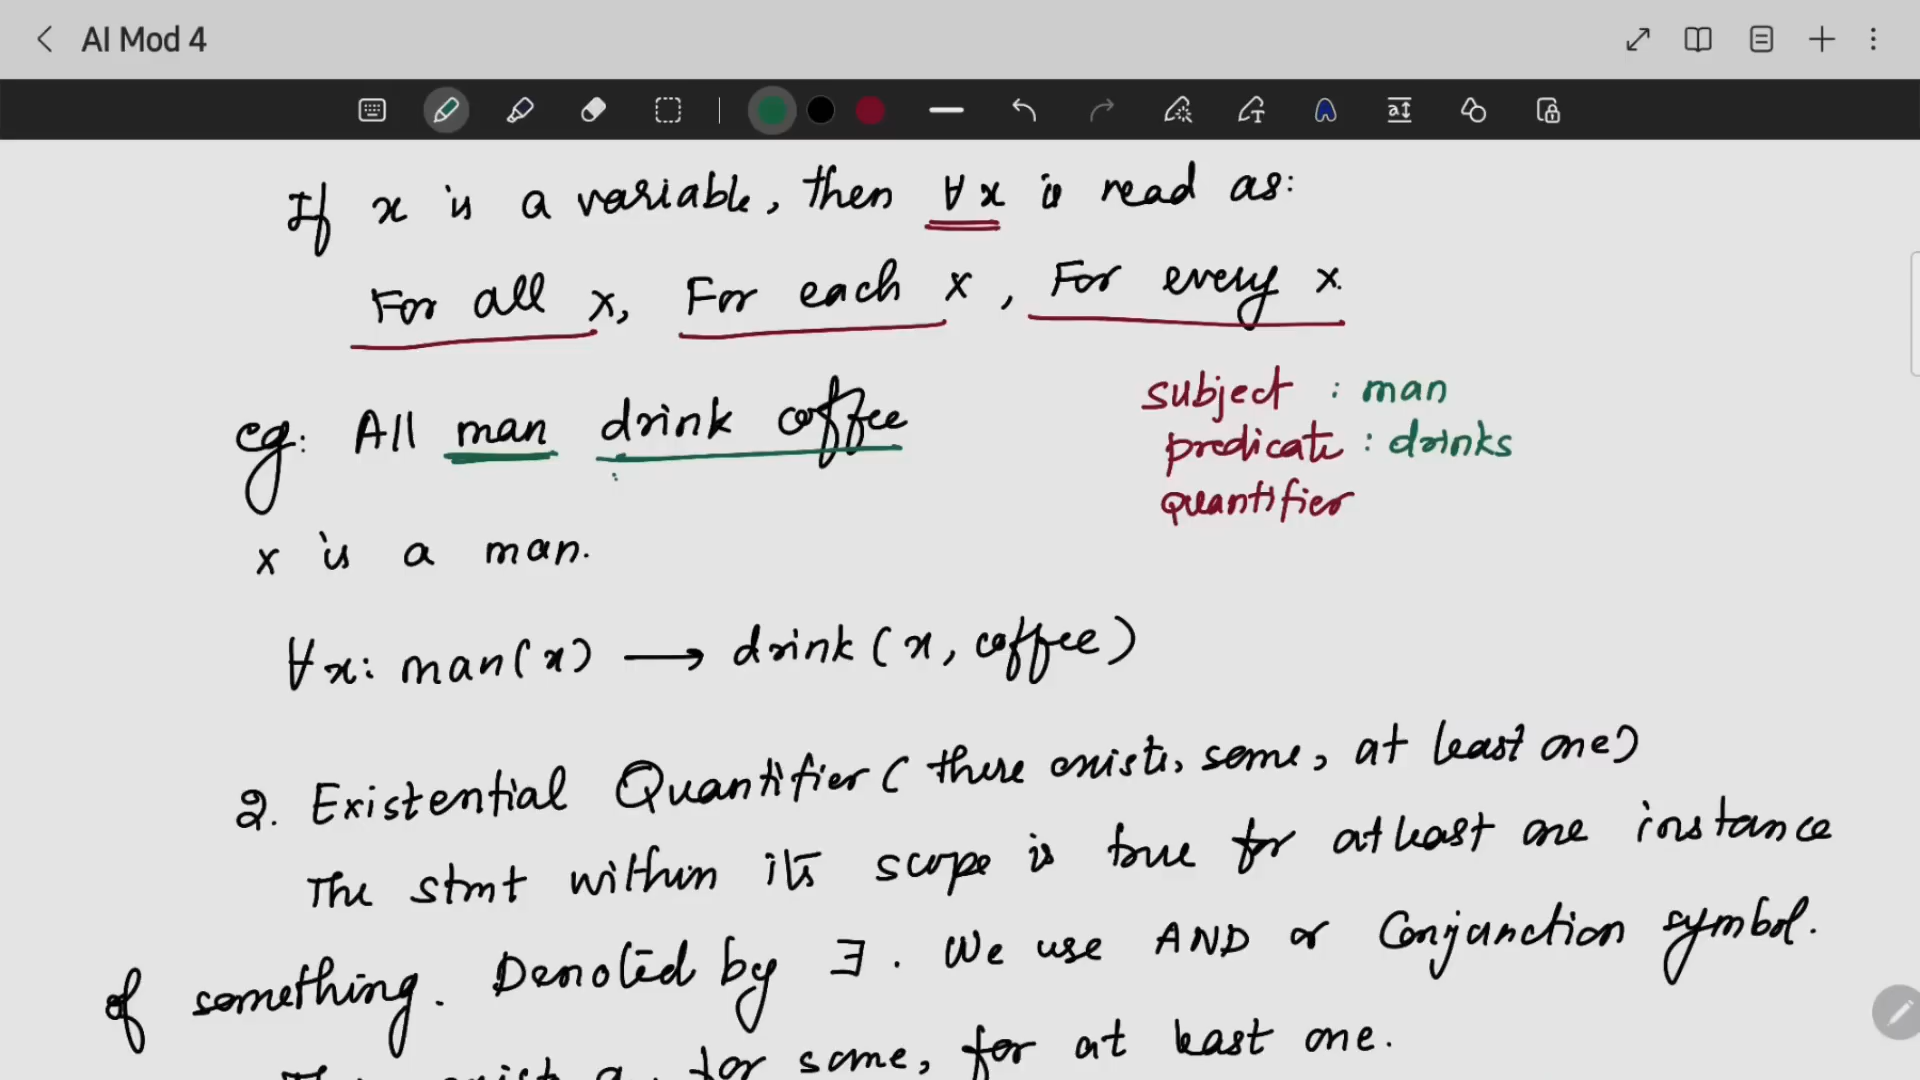 AI Mod 4
If x is a variable, then ∀x is read as:
For all x, For each x, For every x.
eg: All man drink coffee
subject : man
predicate : drinks
quantifier
x is a man.
∀x: man(x) ⟶ drink(x, coffee)
2. Existential Quantifier (there exists, some, at least one)
The stmt within its scope is true for atleast one instance
of something. Denoted by ∃. We use AND or Conjunction symbol.
for some, for at least one.